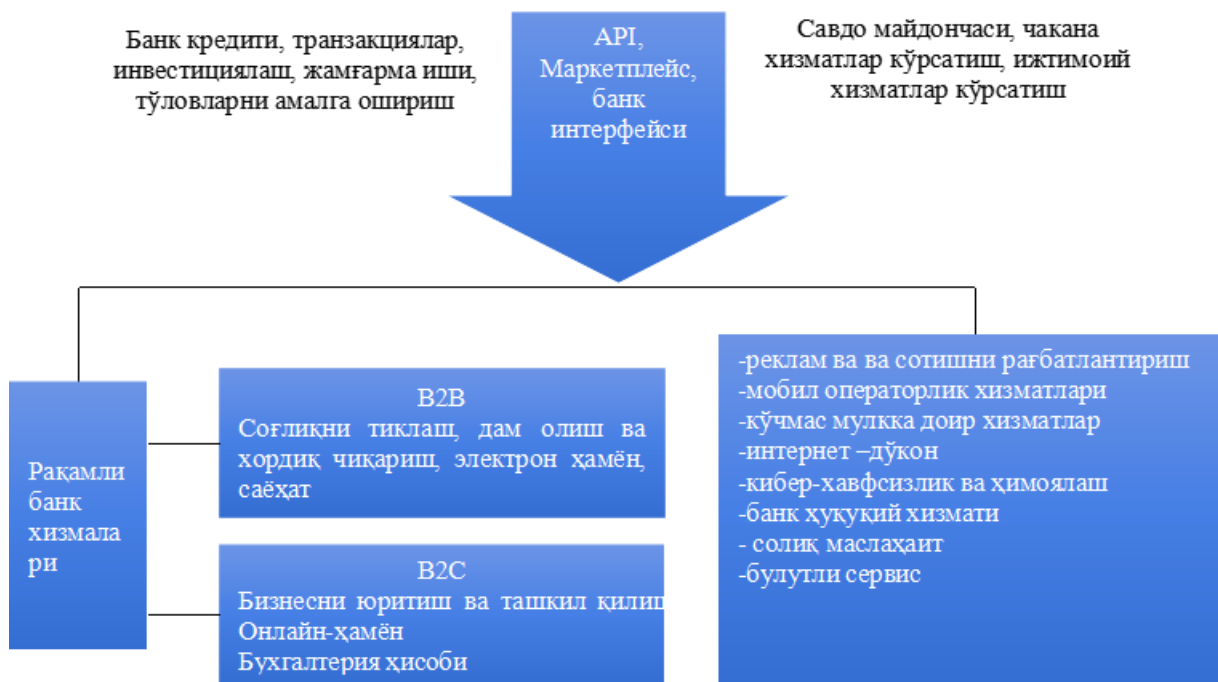 Банк кредити, транзакциялар,
инвестициялаш, жамғарма иши,
тўловларни амалга ошириш
API,
Маркетплейс,
банк
интерфейси
Савдо майдончаси, чакана
хизматлар кўрсатиш, ижтимоий
хизматлар кўрсатиш
Рақамли
банк
хизмала
ри
B2B
Соғлиқни тиклаш, дам олиш ва
хордиқ чиқариш, электрон ҳамён,
саёҳат
B2C
Бизнесни юритиш ва ташкил қилиш
Онлайн-ҳамён
Бухгалтерия ҳисоби
-реклам ва ва сотишни рағбатлантириш
-мобил операторлик хизматлари
-кўчмас мулкка доир хизматлар
-интернет –дўкон
-кибер-хавфсизлик ва ҳимоялаш
-банк ҳукуқий хизмати
- солиқ маслаҳаит
-булутли сервис